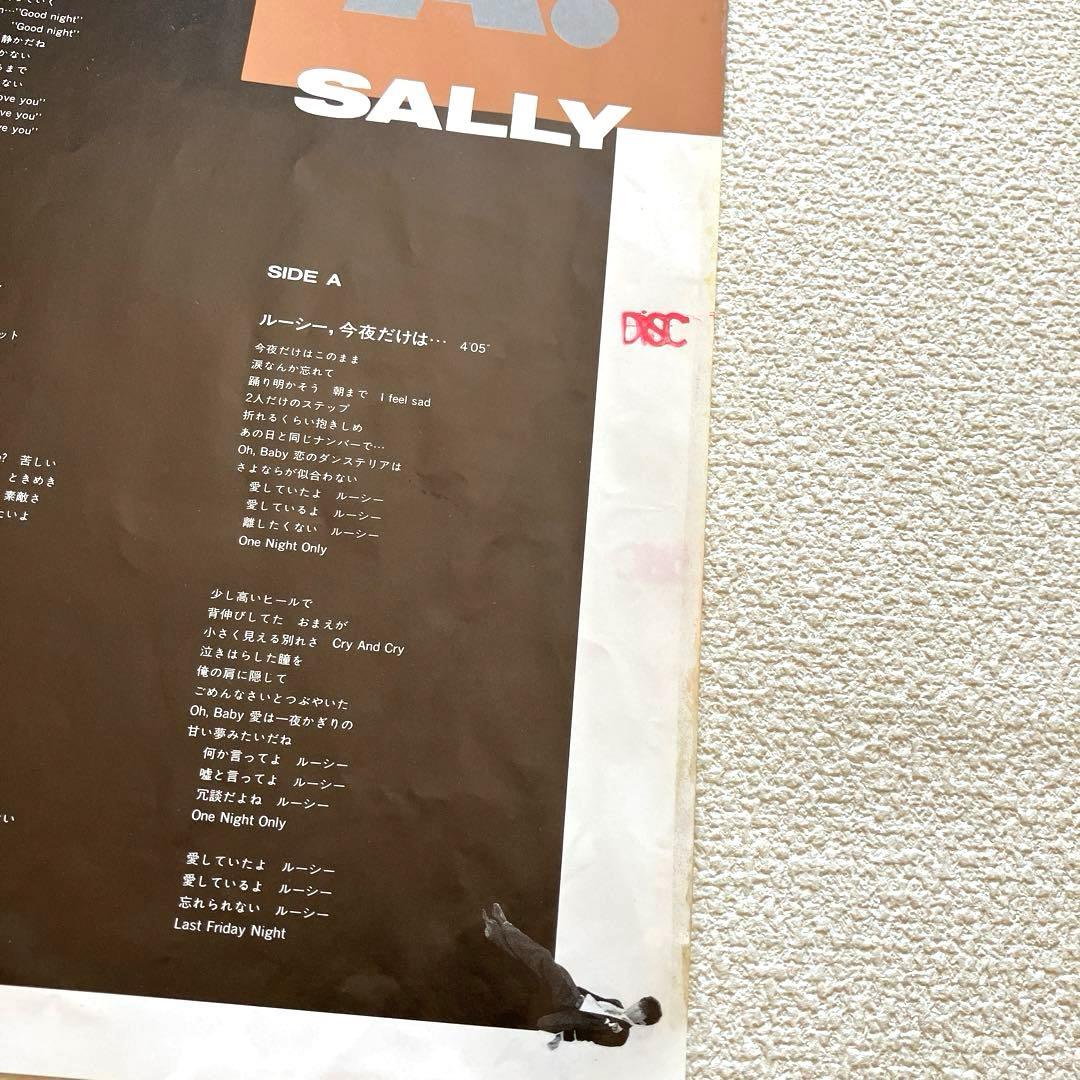 "Good night"
"Good night"
静かだね
かない
まで
ない
ove you"
ve you"
e you"
A!
SALLY
SIDE A
ルーシー,今夜だけは… 4'05"
今夜だけはこのまま
涙なんか忘れて
踊り明かそう 朝まで I feel sad
2人だけのステップ
折れるくらい抱きしめ
あの日と同じナンバーで…
Oh, Baby 恋のダンステリアは
さよならが似合わない
愛していたよ ルーシー
愛しているよ ルーシー
離したくない ルーシー
One Night Only
少し高いヒールで
背伸びしてた おまえが
小さく見える別れさ Cry And Cry
泣きはらした瞳を
俺の肩に隠して
ごめんなさいとつぶやいた
Oh, Baby 愛は一夜かぎりの
甘い夢みたいだね
何か言ってよ ルーシー
嘘と言ってよ ルーシー
冗談だよね ルーシー
One Night Only
愛していたよ ルーシー
愛しているよ ルーシー
忘れられない ルーシー
Last Friday Night
DISC
ット
? 苦しい
ときめき
素敵さ
たいよ
い